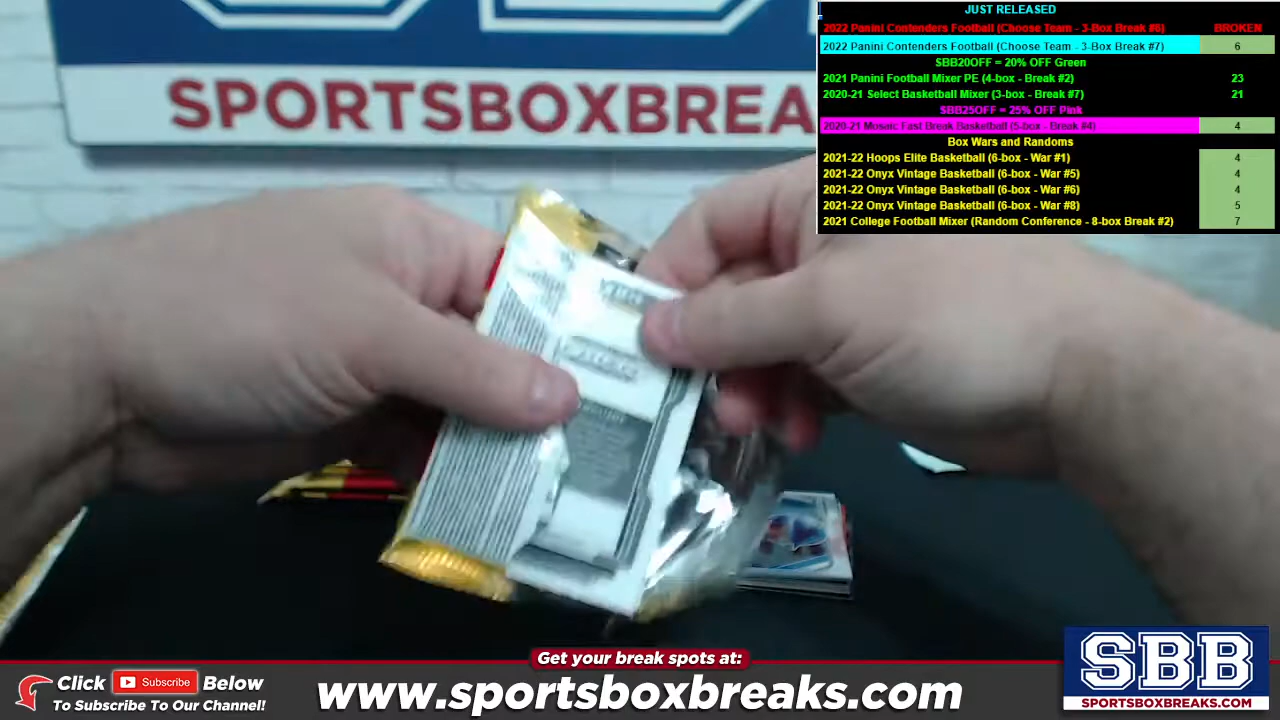 JUST RELEASED
2022 Panini Contenders Football (Choose Team - 3-Box Break #6) BROKEN
2022 Panini Contenders Football (Choose Team - 3-Box Break #7) 6
SBB20OFF = 20% OFF Green
2021 Panini Football Mixer PE (4-box - Break #2) 23
2020-21 Select Basketball Mixer (3-box - Break #7) 21
SBB25OFF = 25% OFF Pink
2020-21 Mosaic Fast Break Basketball (5-box - Break #4) 4
Box Wars and Randoms
2021-22 Hoops Elite Basketball (6-box - War #1) 4
2021-22 Onyx Vintage Basketball (6-box - War #5) 4
2021-22 Onyx Vintage Basketball (6-box - War #6) 4
2021-22 Onyx Vintage Basketball (6-box - War #8) 5
2021 College Football Mixer (Random Conference - 8-box Break #2) 7
SPORTSBOXBREA
Get your break spots at:
Click Subscribe Below
To Subscribe To Our Channel!
www.sportsboxbreaks.com
SBB
SPORTSBOXBREAKS.COM